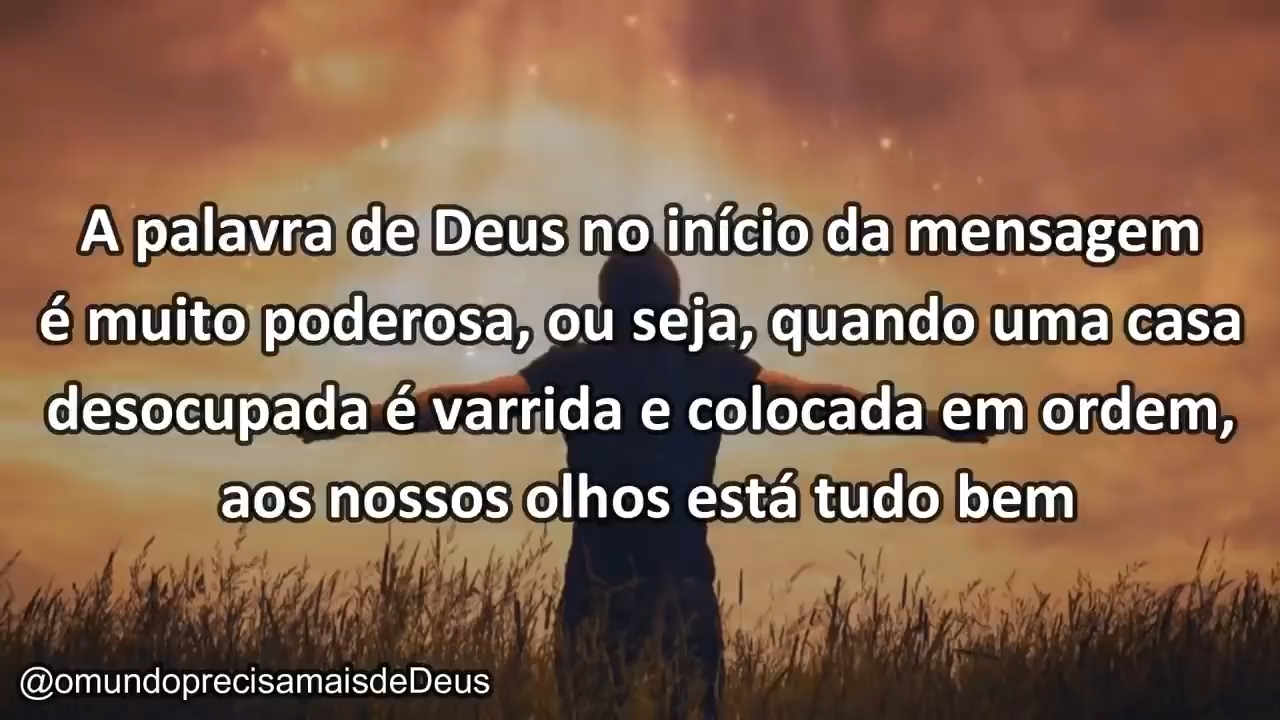 A palavra de Deus no início da mensagem
é muito poderosa, ou seja, quando uma casa
desocupada é varrida e colocada em ordem,
aos nossos olhos está tudo bem
@omundoprecisamaisdeDeus